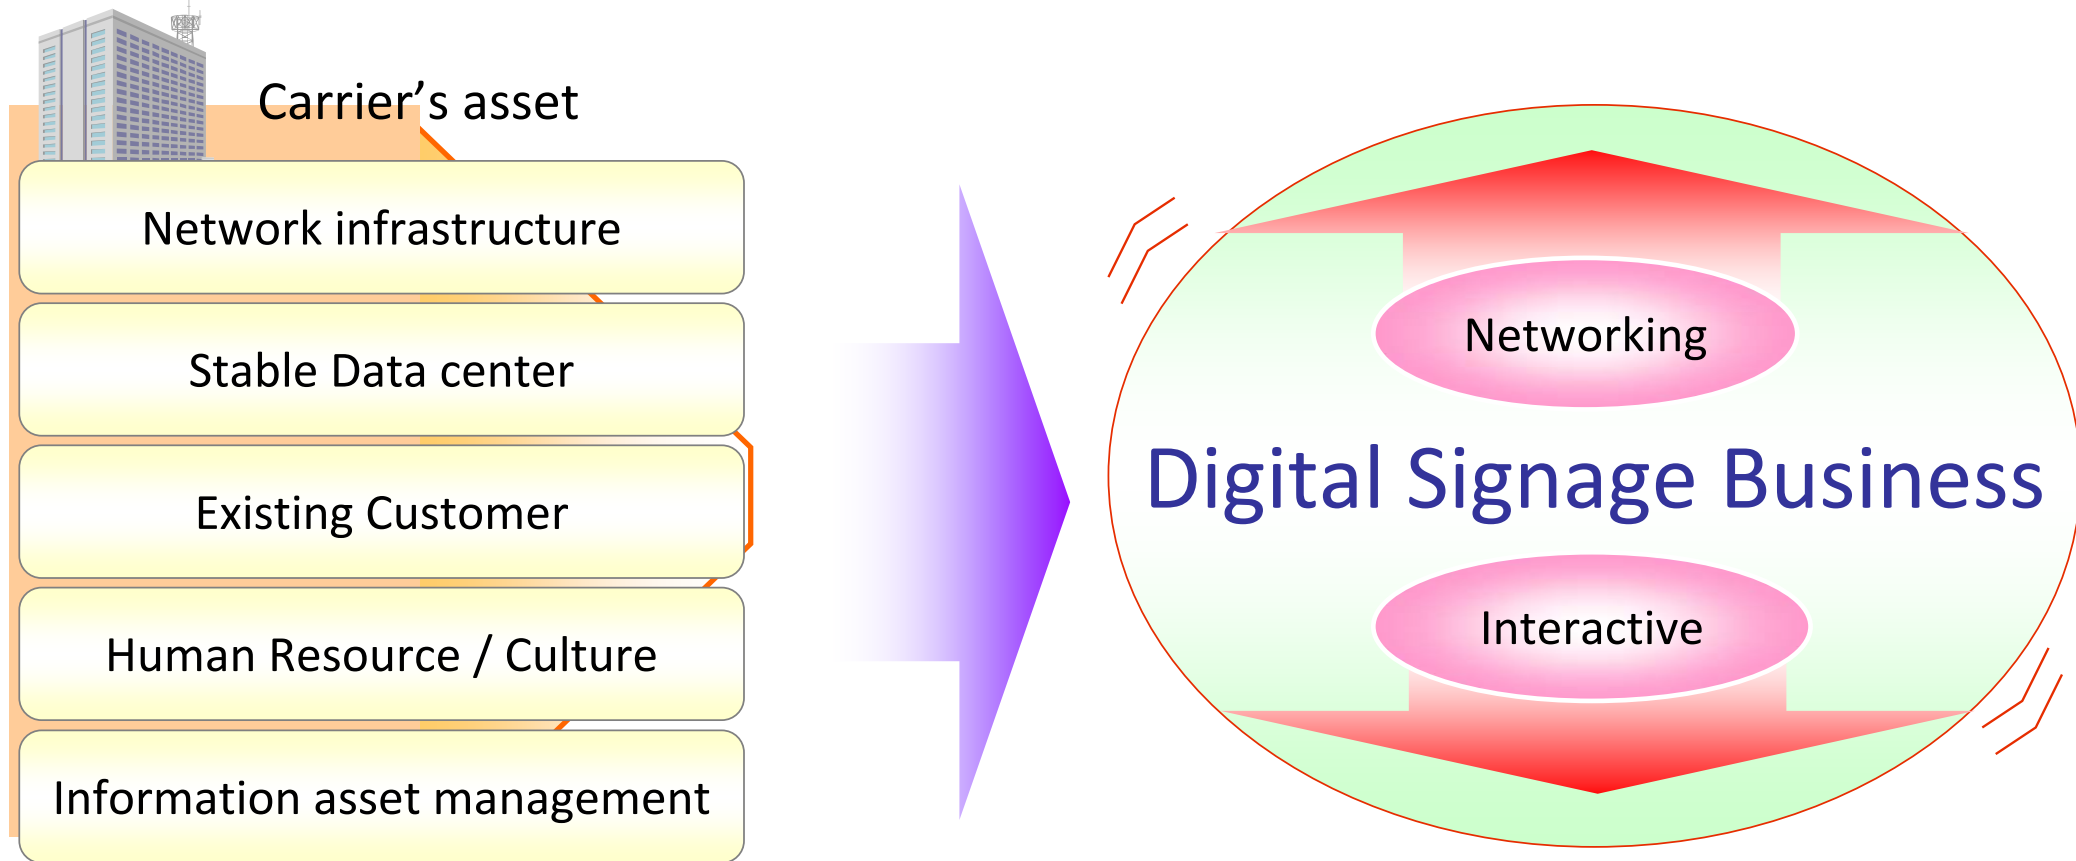 Carrier’s asset
Network infrastructure
Stable Data center
Existing Customer
Human Resource / Culture
Information asset management
Networking
Digital Signage Business
Interactive